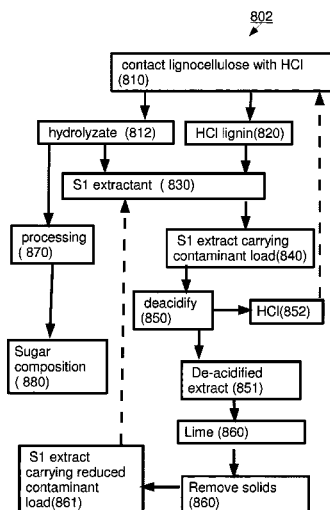 802
contact lignocellulose with HCl
(810)
hydrolyzate (812)
HCl lignin(820)
S1 extractant ( 830)
processing
( 870)
S1 extract carrying
contaminant load(840)
deacidify
( 850)
HCl(852)
Sugar
composition
( 880)
De-acidified
extract(851)
Lime (860)
S1 extract
carrying reduced
contaminant
load(861)
Remove solids
(860)